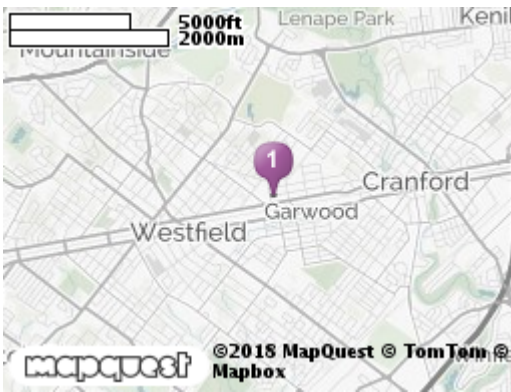 5000ft
2000m
Lenape Park
Kenil
Mountainside
1
Cranford
Garwood
Westfield
mapquest
©2018 MapQuest © TomTom ©
Mapbox